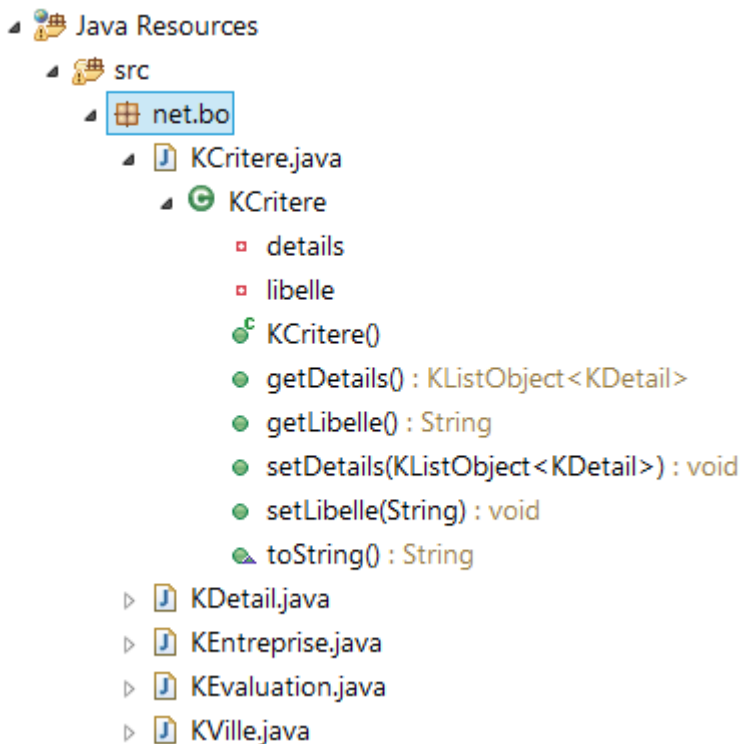 Java Resources
src
net.bo
KCritere.java
KCritere
details
libelle
KCritere()
getDetails() : KListObject<KDetail>
getLibelle() : String
setDetails(KListObject<KDetail>) : void
setLibelle(String) : void
toString() : String
KDetail.java
KEntreprise.java
KEvaluation.java
KVille.java